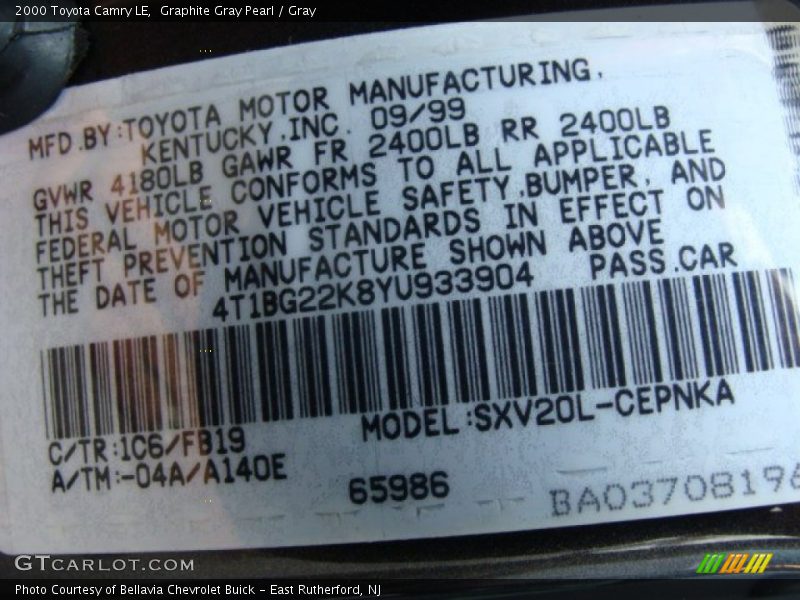 2000 Toyota Camry LE,  Graphite Gray Pearl / Gray
MFD.BY:TOYOTA MOTOR MANUFACTURING,
KENTUCKY,INC. 09/99
GVWR 4180LB GAWR FR 2400LB RR 2400LB
THIS VEHICLE CONFORMS TO ALL APPLICABLE
FEDERAL MOTOR VEHICLE SAFETY,BUMPER, AND
THEFT PREVENTION STANDARDS IN EFFECT ON
THE DATE OF MANUFACTURE SHOWN ABOVE
4T1BG22K8YU933904 PASS.CAR
C/TR:1C6/FB19 MODEL:SXV20L-CEPNKA
A/TM:-04A/A140E
65986 BA03708196
GTCARLOT.COM
Photo Courtesy of Bellavia Chevrolet Buick - East Rutherford, NJ